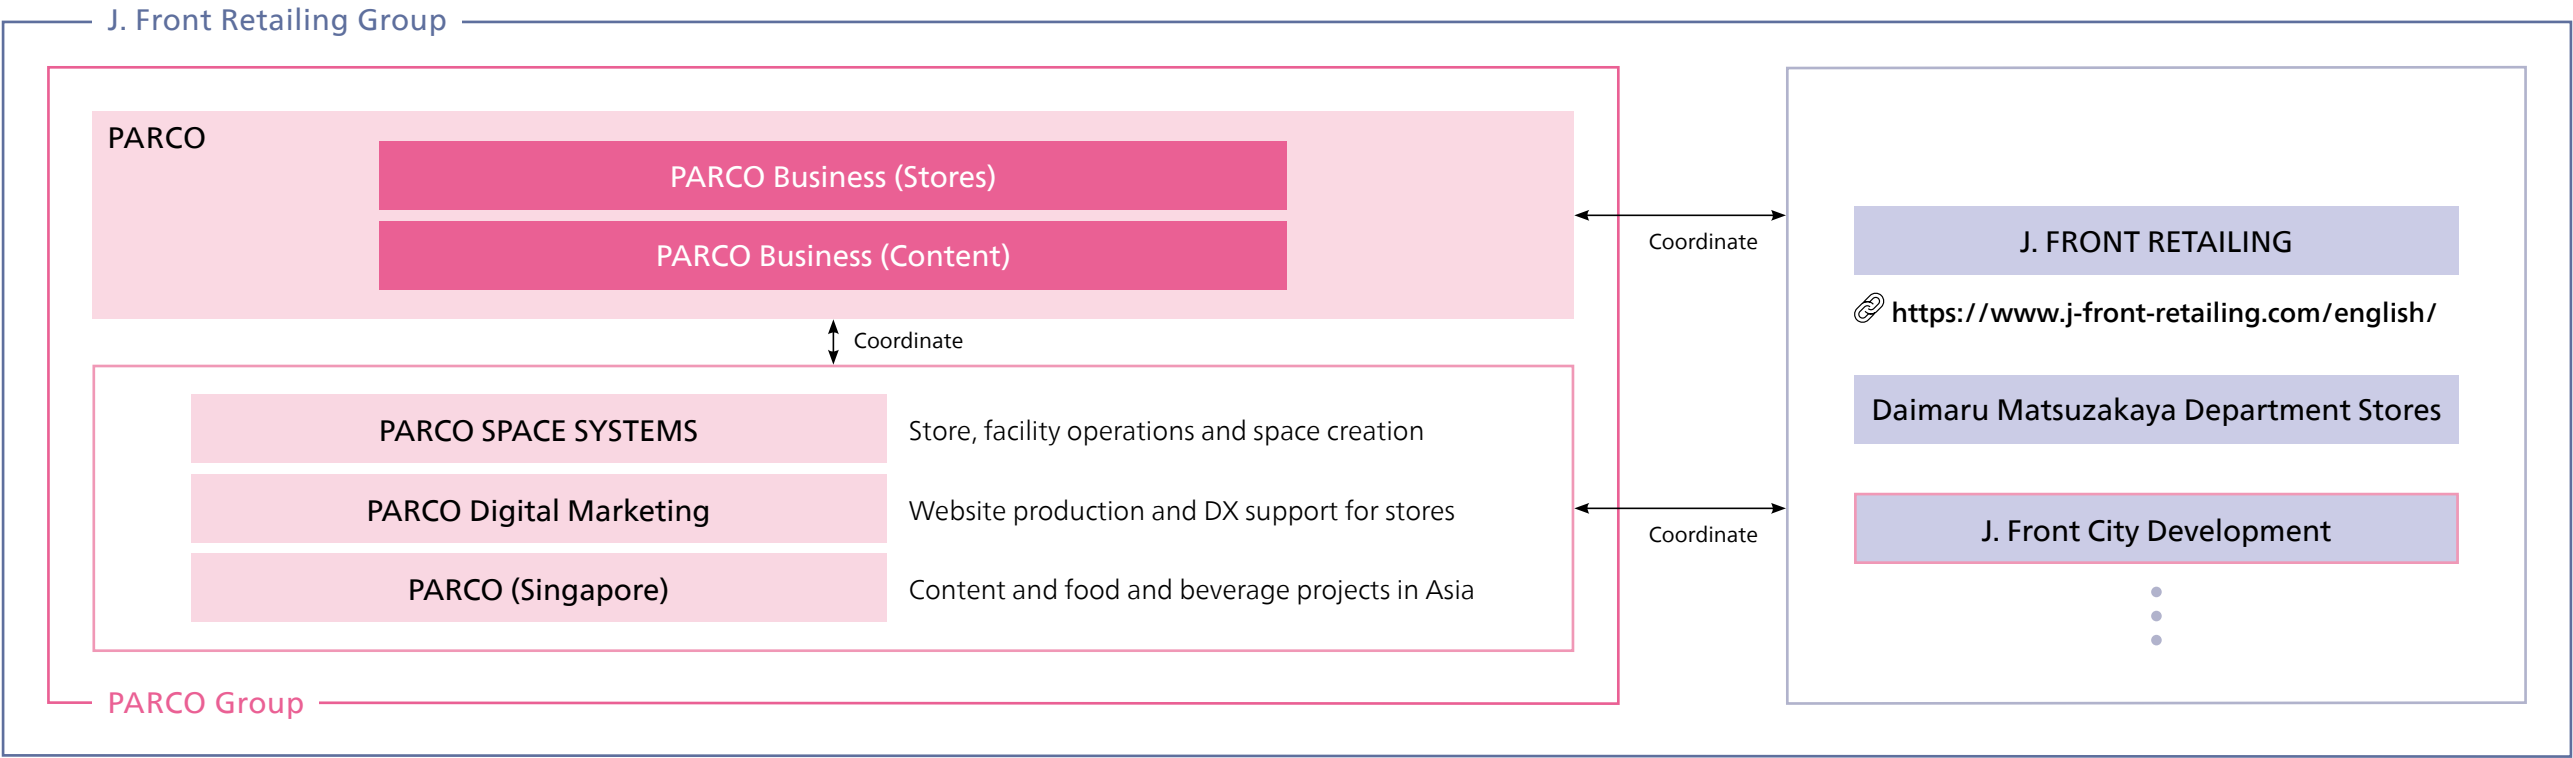 J. Front Retailing Group
PARCO
PARCO Business (Stores)
PARCO Business (Content)
Coordinate
PARCO SPACE SYSTEMS
Store, facility operations and space creation
PARCO Digital Marketing
Website production and DX support for stores
PARCO (Singapore)
Content and food and beverage projects in Asia
PARCO Group
Coordinate
Coordinate
J. FRONT RETAILING
https://www.j-front-retailing.com/english/
Daimaru Matsuzakaya Department Stores
J. Front City Development